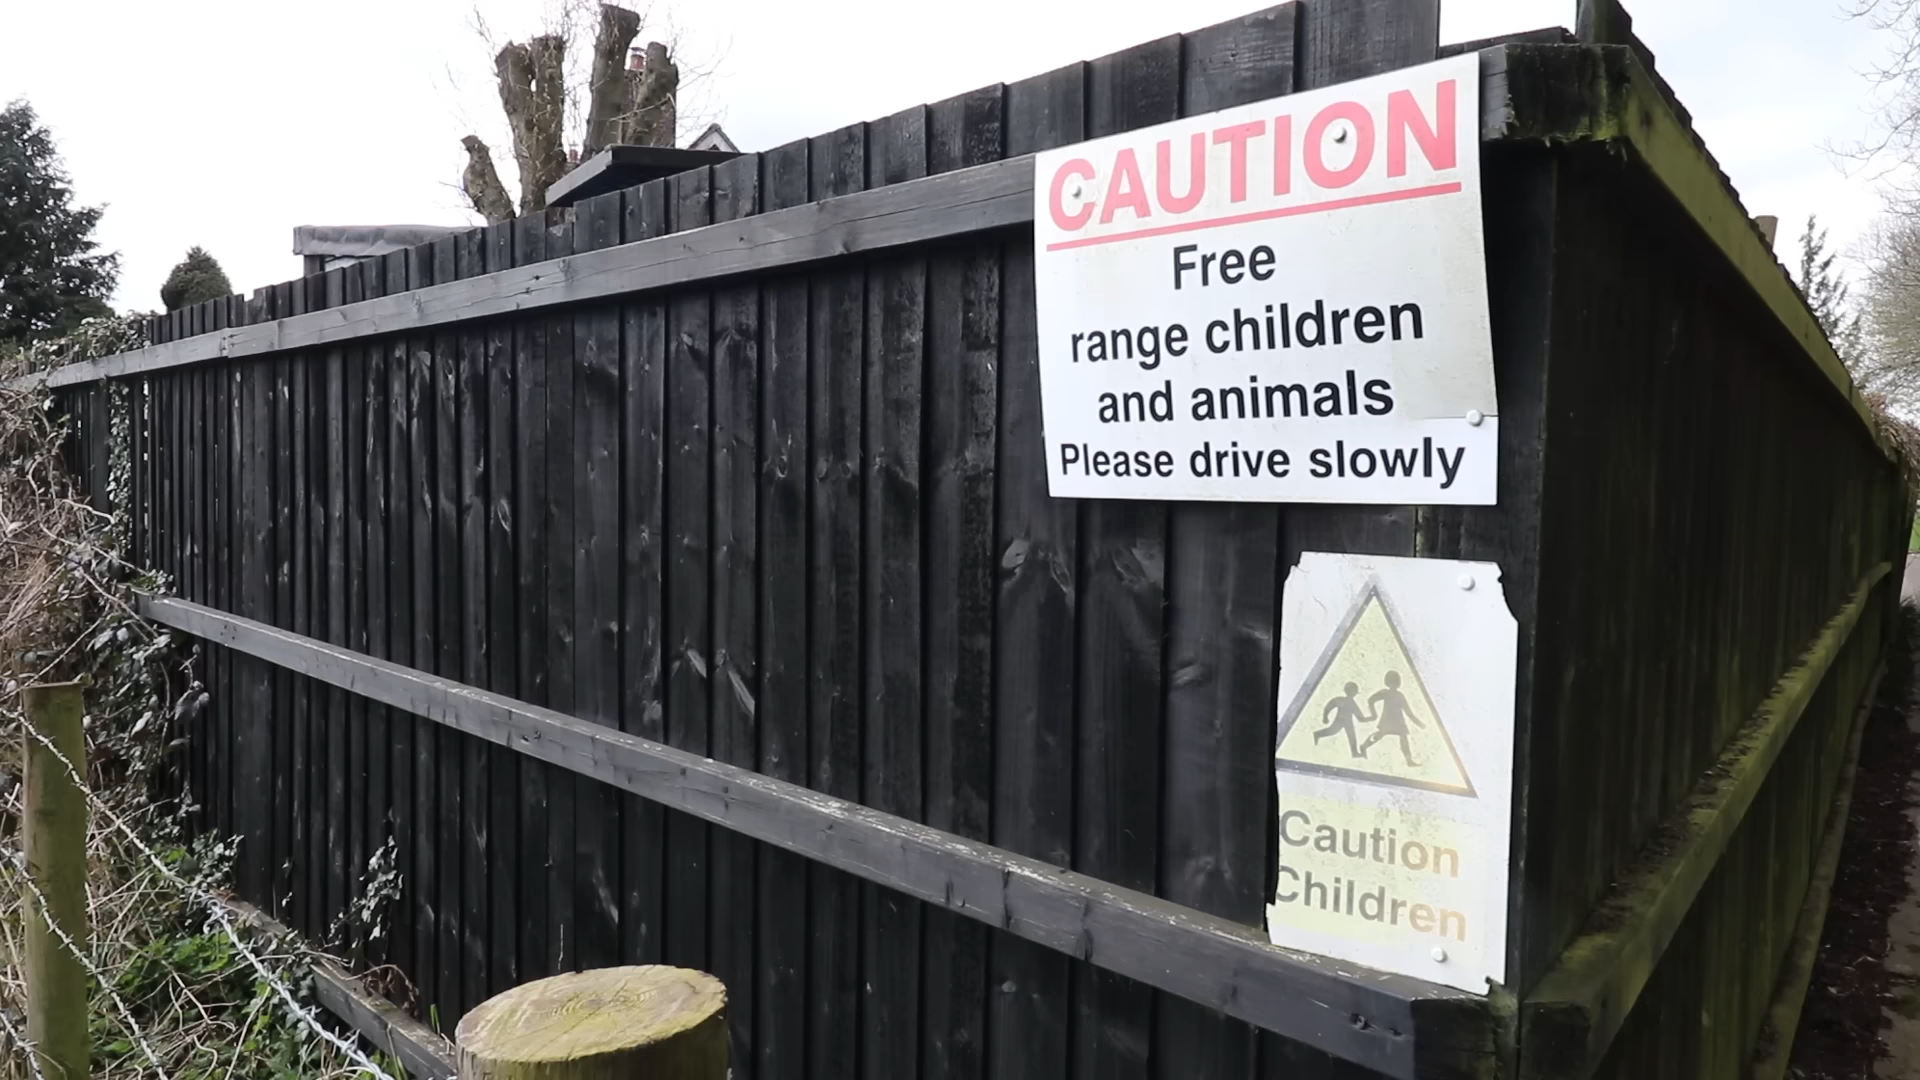 CAUTION
Free
range children
and animals
Please drive slowly
Caution
Children